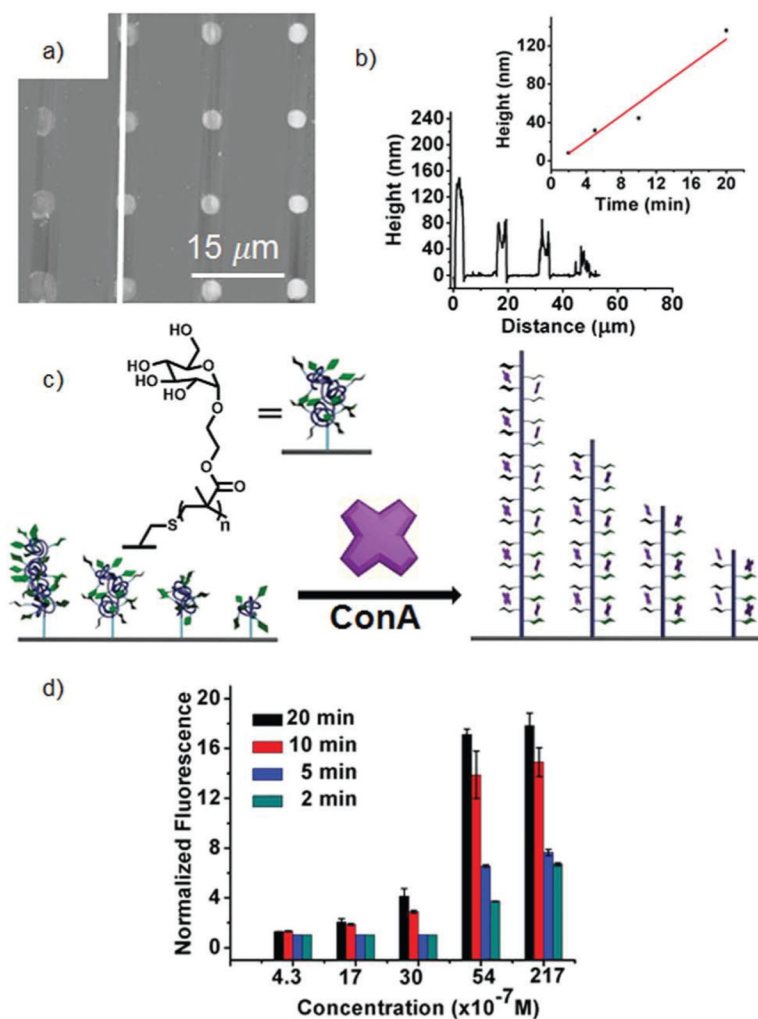 a)
15 μm
b)
Height (nm)
240
200
160
120
80
40
0
0 20 40 60 80
Distance (μm)
Height (nm)
120
80
40
0
0 4 8 12 16 20
Time (min)
c)
HO
HO
HO
HO
O
O
O
O
S
n
=
ConA
d)
Normalized Fluorescence
20
16
12
8
4
0
20 min
10 min
5 min
2 min
4.3 17 30 54 217
Concentration (x10⁻⁷M)